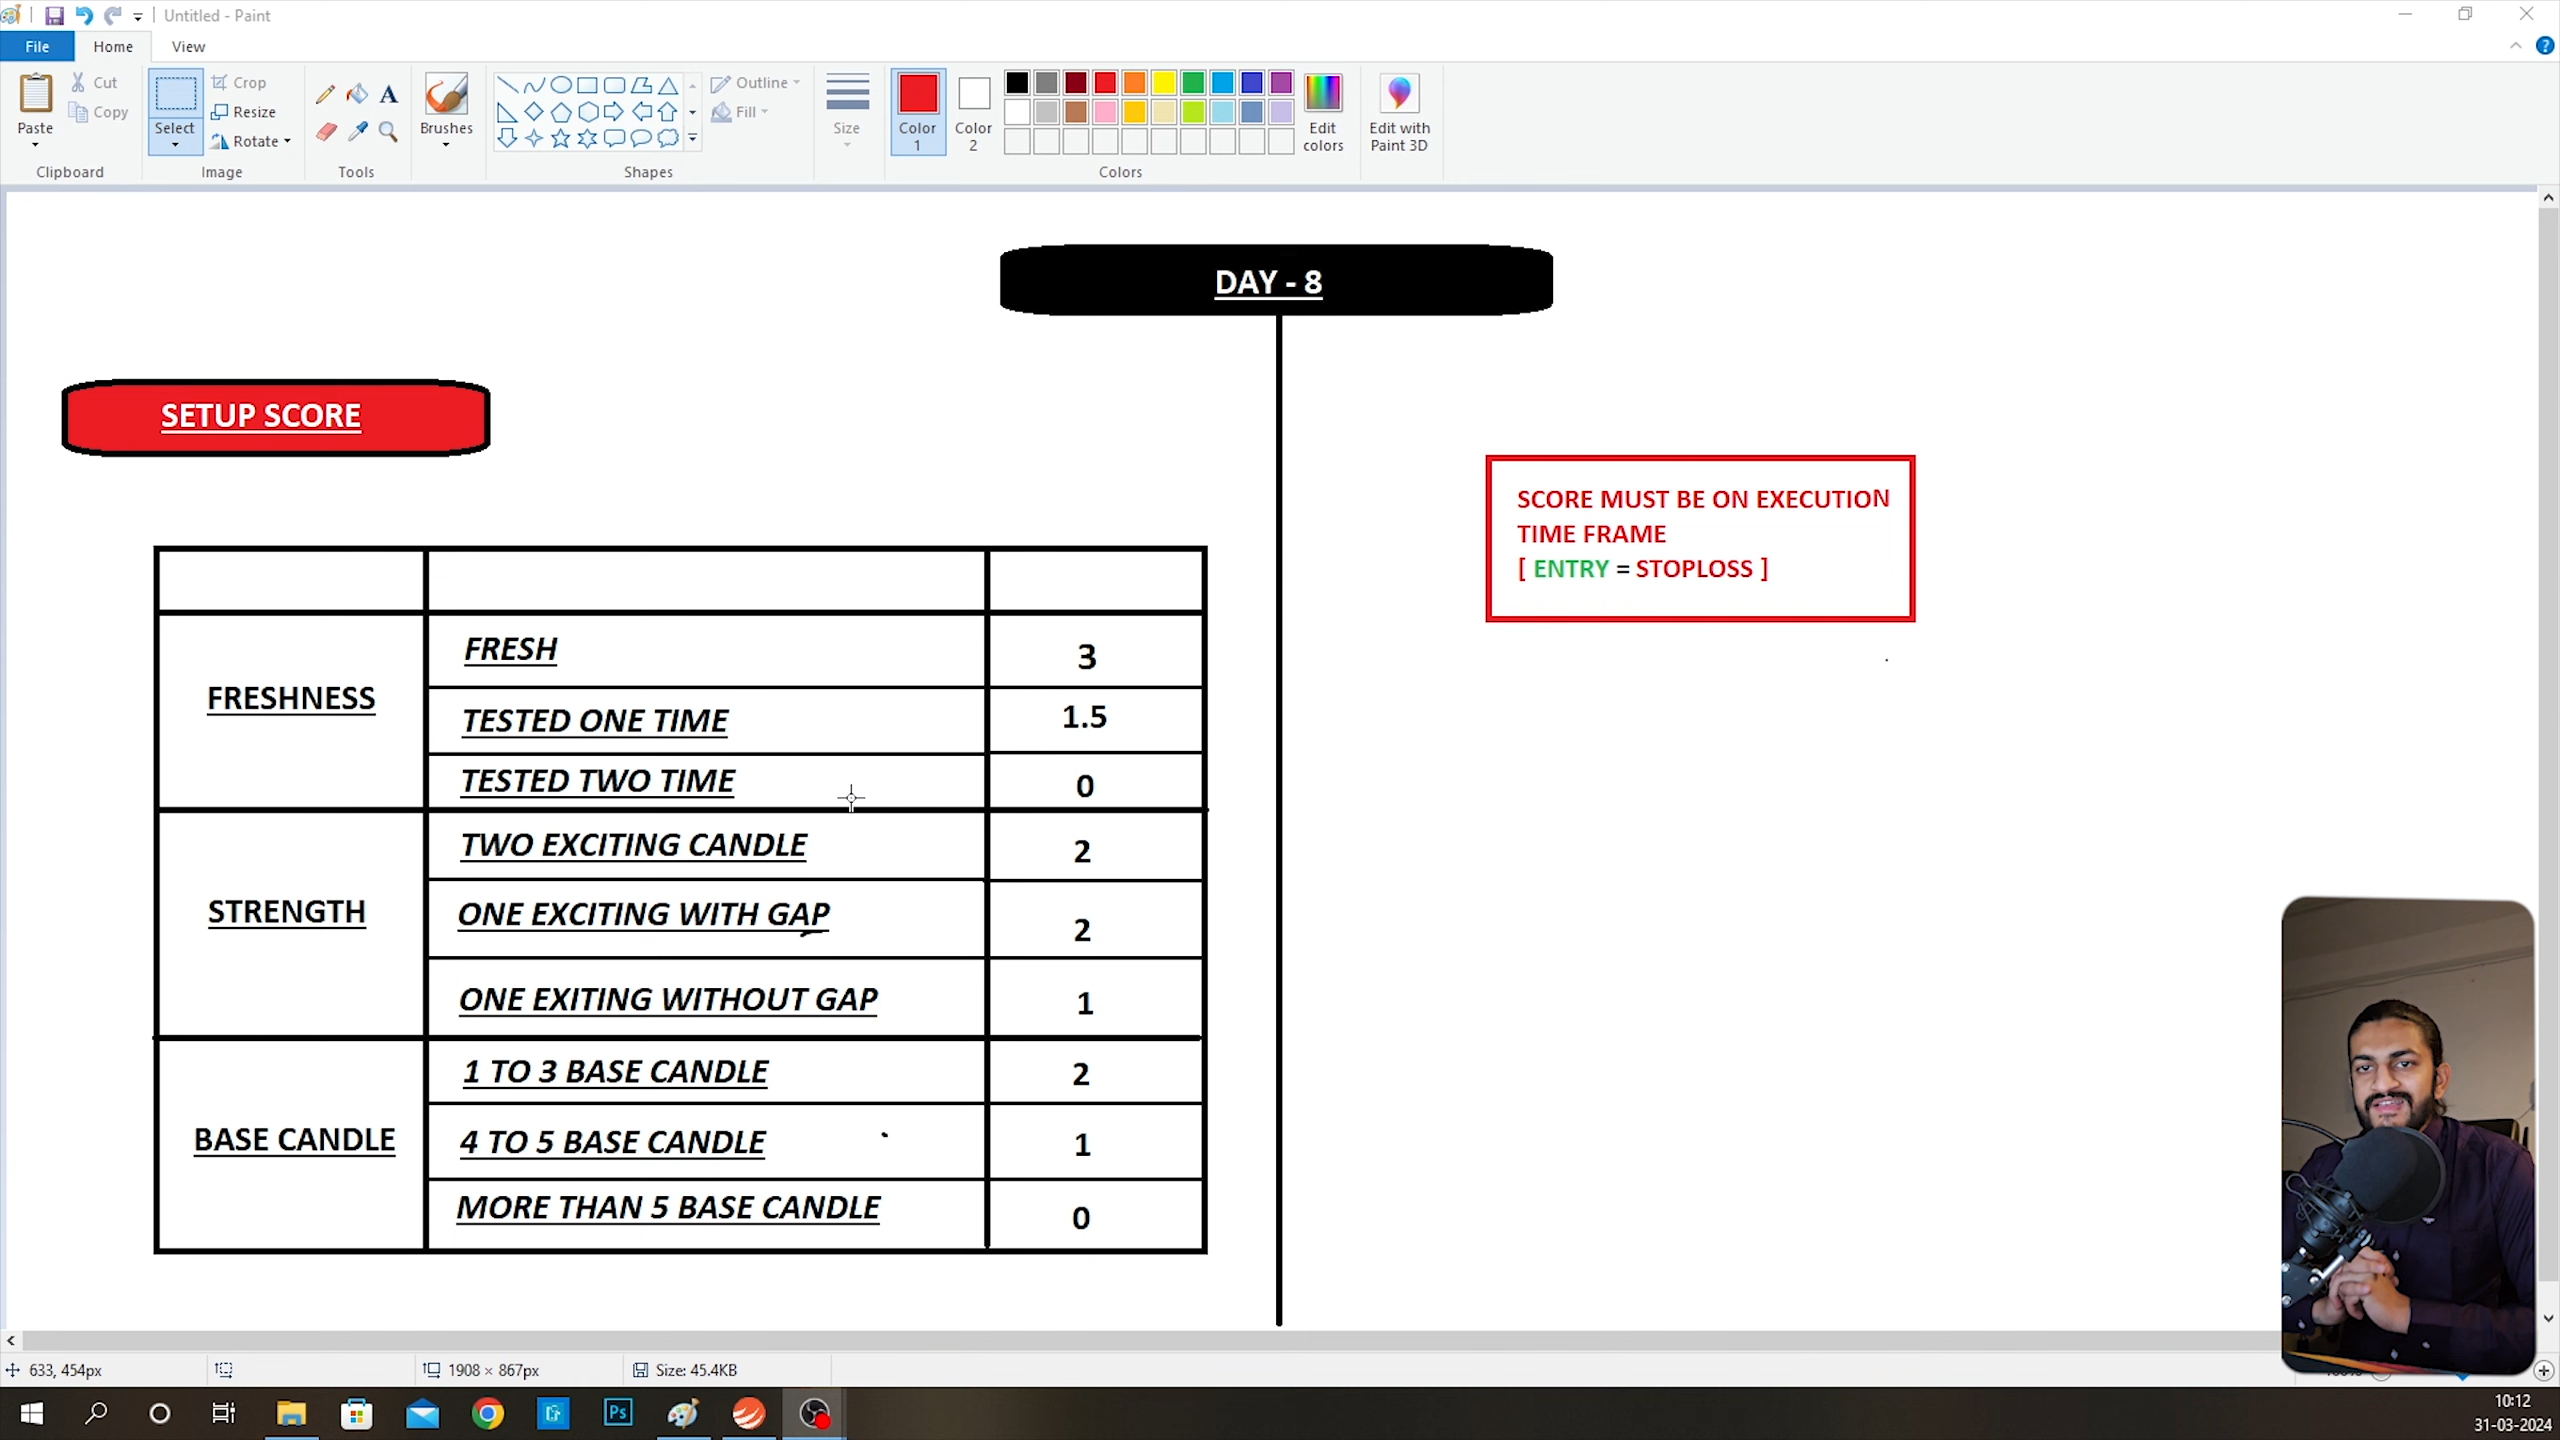 Untitled - Paint
File
Home
View
Paste
Cut
Copy
Clipboard
Select
Crop
Resize
Rotate
Image
Tools
Brushes
Shapes
Outline
Fill
Size
Color
1
Color
2
Edit
colors
Colors
Edit with
Paint 3D
DAY - 8
SETUP SCORE
SCORE MUST BE ON EXECUTION
TIME FRAME
[ ENTRY = STOPLOSS ]
FRESHNESS
FRESH
3
TESTED ONE TIME
1.5
TESTED TWO TIME
0
STRENGTH
TWO EXCITING CANDLE
2
ONE EXCITING WITH GAP
2
ONE EXITING WITHOUT GAP
1
BASE CANDLE
1 TO 3 BASE CANDLE
2
4 TO 5 BASE CANDLE
1
MORE THAN 5 BASE CANDLE
0
633, 454px
1908 × 867px
Size: 45.4KB
Ps
10:12
31-03-2024